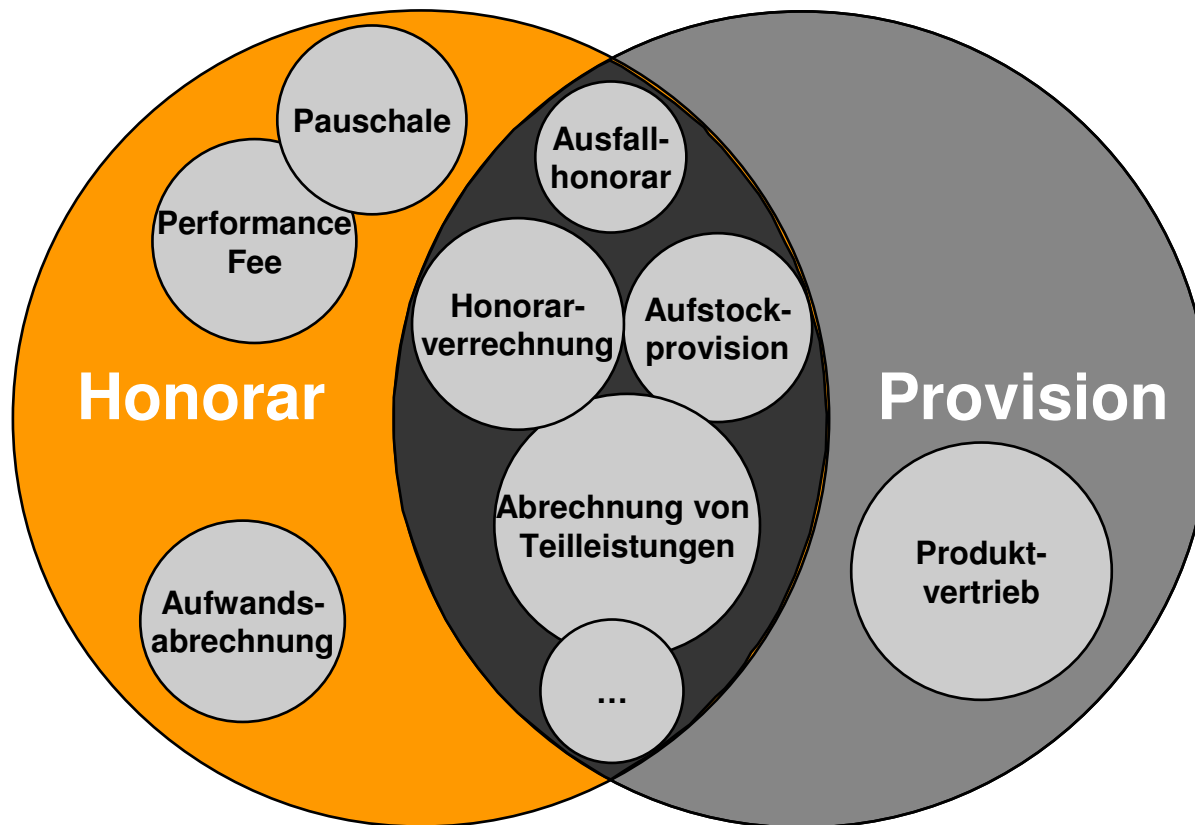 Pauschale
Performance
Fee
Honorar
Aufwands-
abrechnung
Ausfall-
honorar
Honorar-
verrechnung
Aufstock-
provision
Abrechnung von
Teilleistungen
...
Provision
Produkt-
vertrieb